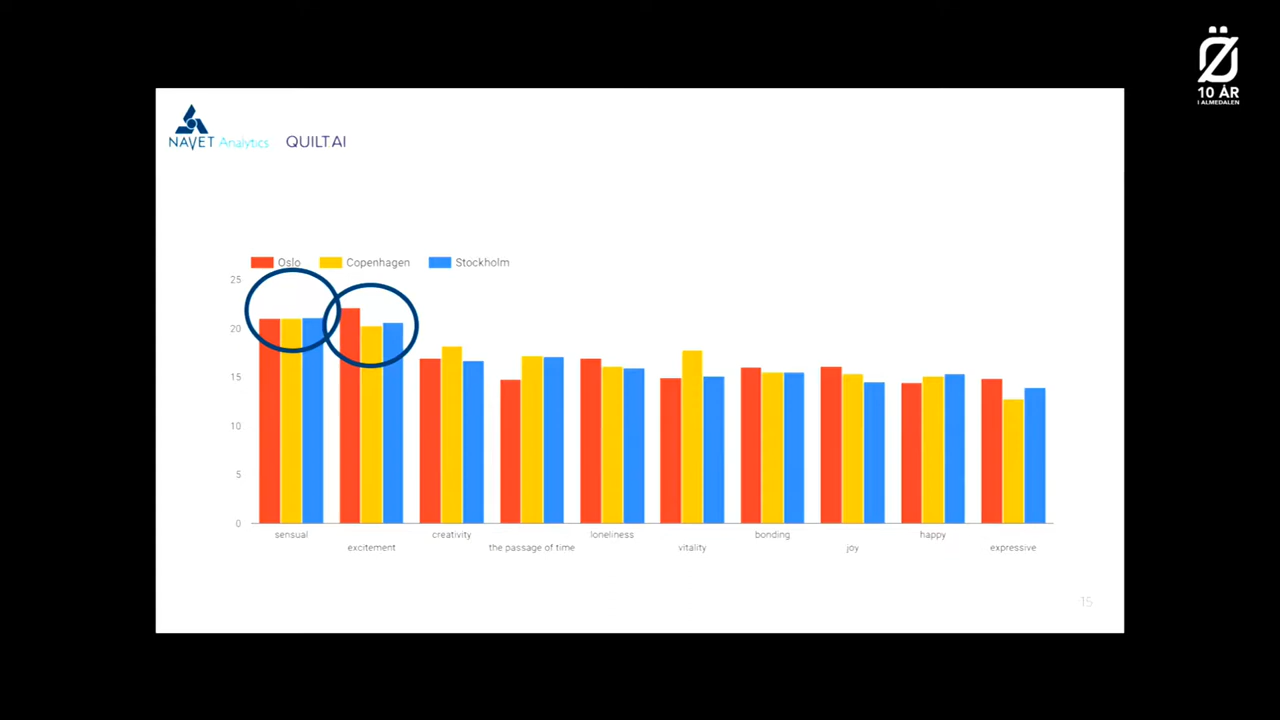 10 ÅR
I ALMEDALEN
NAVET Analytics QUILT.AI
Oslo Copenhagen Stockholm
25
20
15
10
5
0
sensual
excitement
creativity
the passage of time
loneliness
vitality
bonding
joy
happy
expressive
15